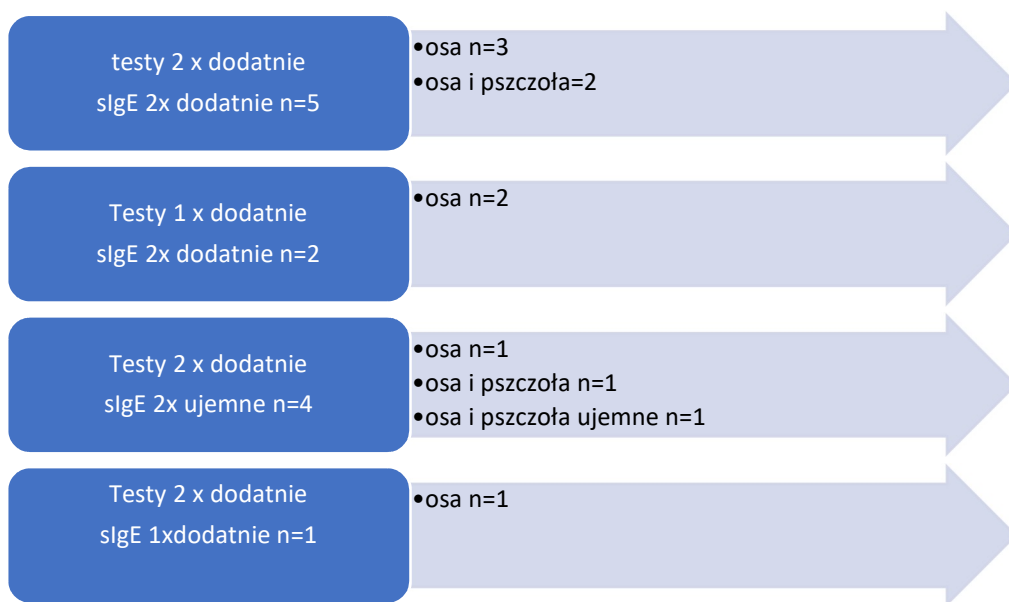 testy 2 x dodatnie
sIgE 2x dodatnie n=5
•osa n=3
•osa i pszczoła=2
Testy 1 x dodatnie
sIgE 2x dodatnie n=2
•osa n=2
Testy 2 x dodatnie
sIgE 2x ujemne n=4
•osa n=1
•osa i pszczoła n=1
•osa i pszczoła ujemne n=1
Testy 2 x dodatnie
sIgE 1xdodatnie n=1
•osa n=1